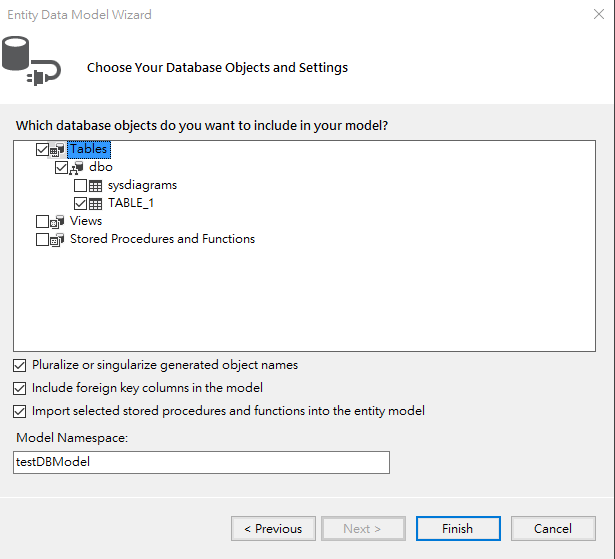 Entity Data Model Wizard
Choose Your Database Objects and Settings
Which database objects do you want to include in your model?
Tables
dbo
sysdiagrams
TABLE_1
Views
Stored Procedures and Functions
Pluralize or singularize generated object names
Include foreign key columns in the model
Import selected stored procedures and functions into the entity model
Model Namespace:
testDBModel
< Previous
Next >
Finish
Cancel